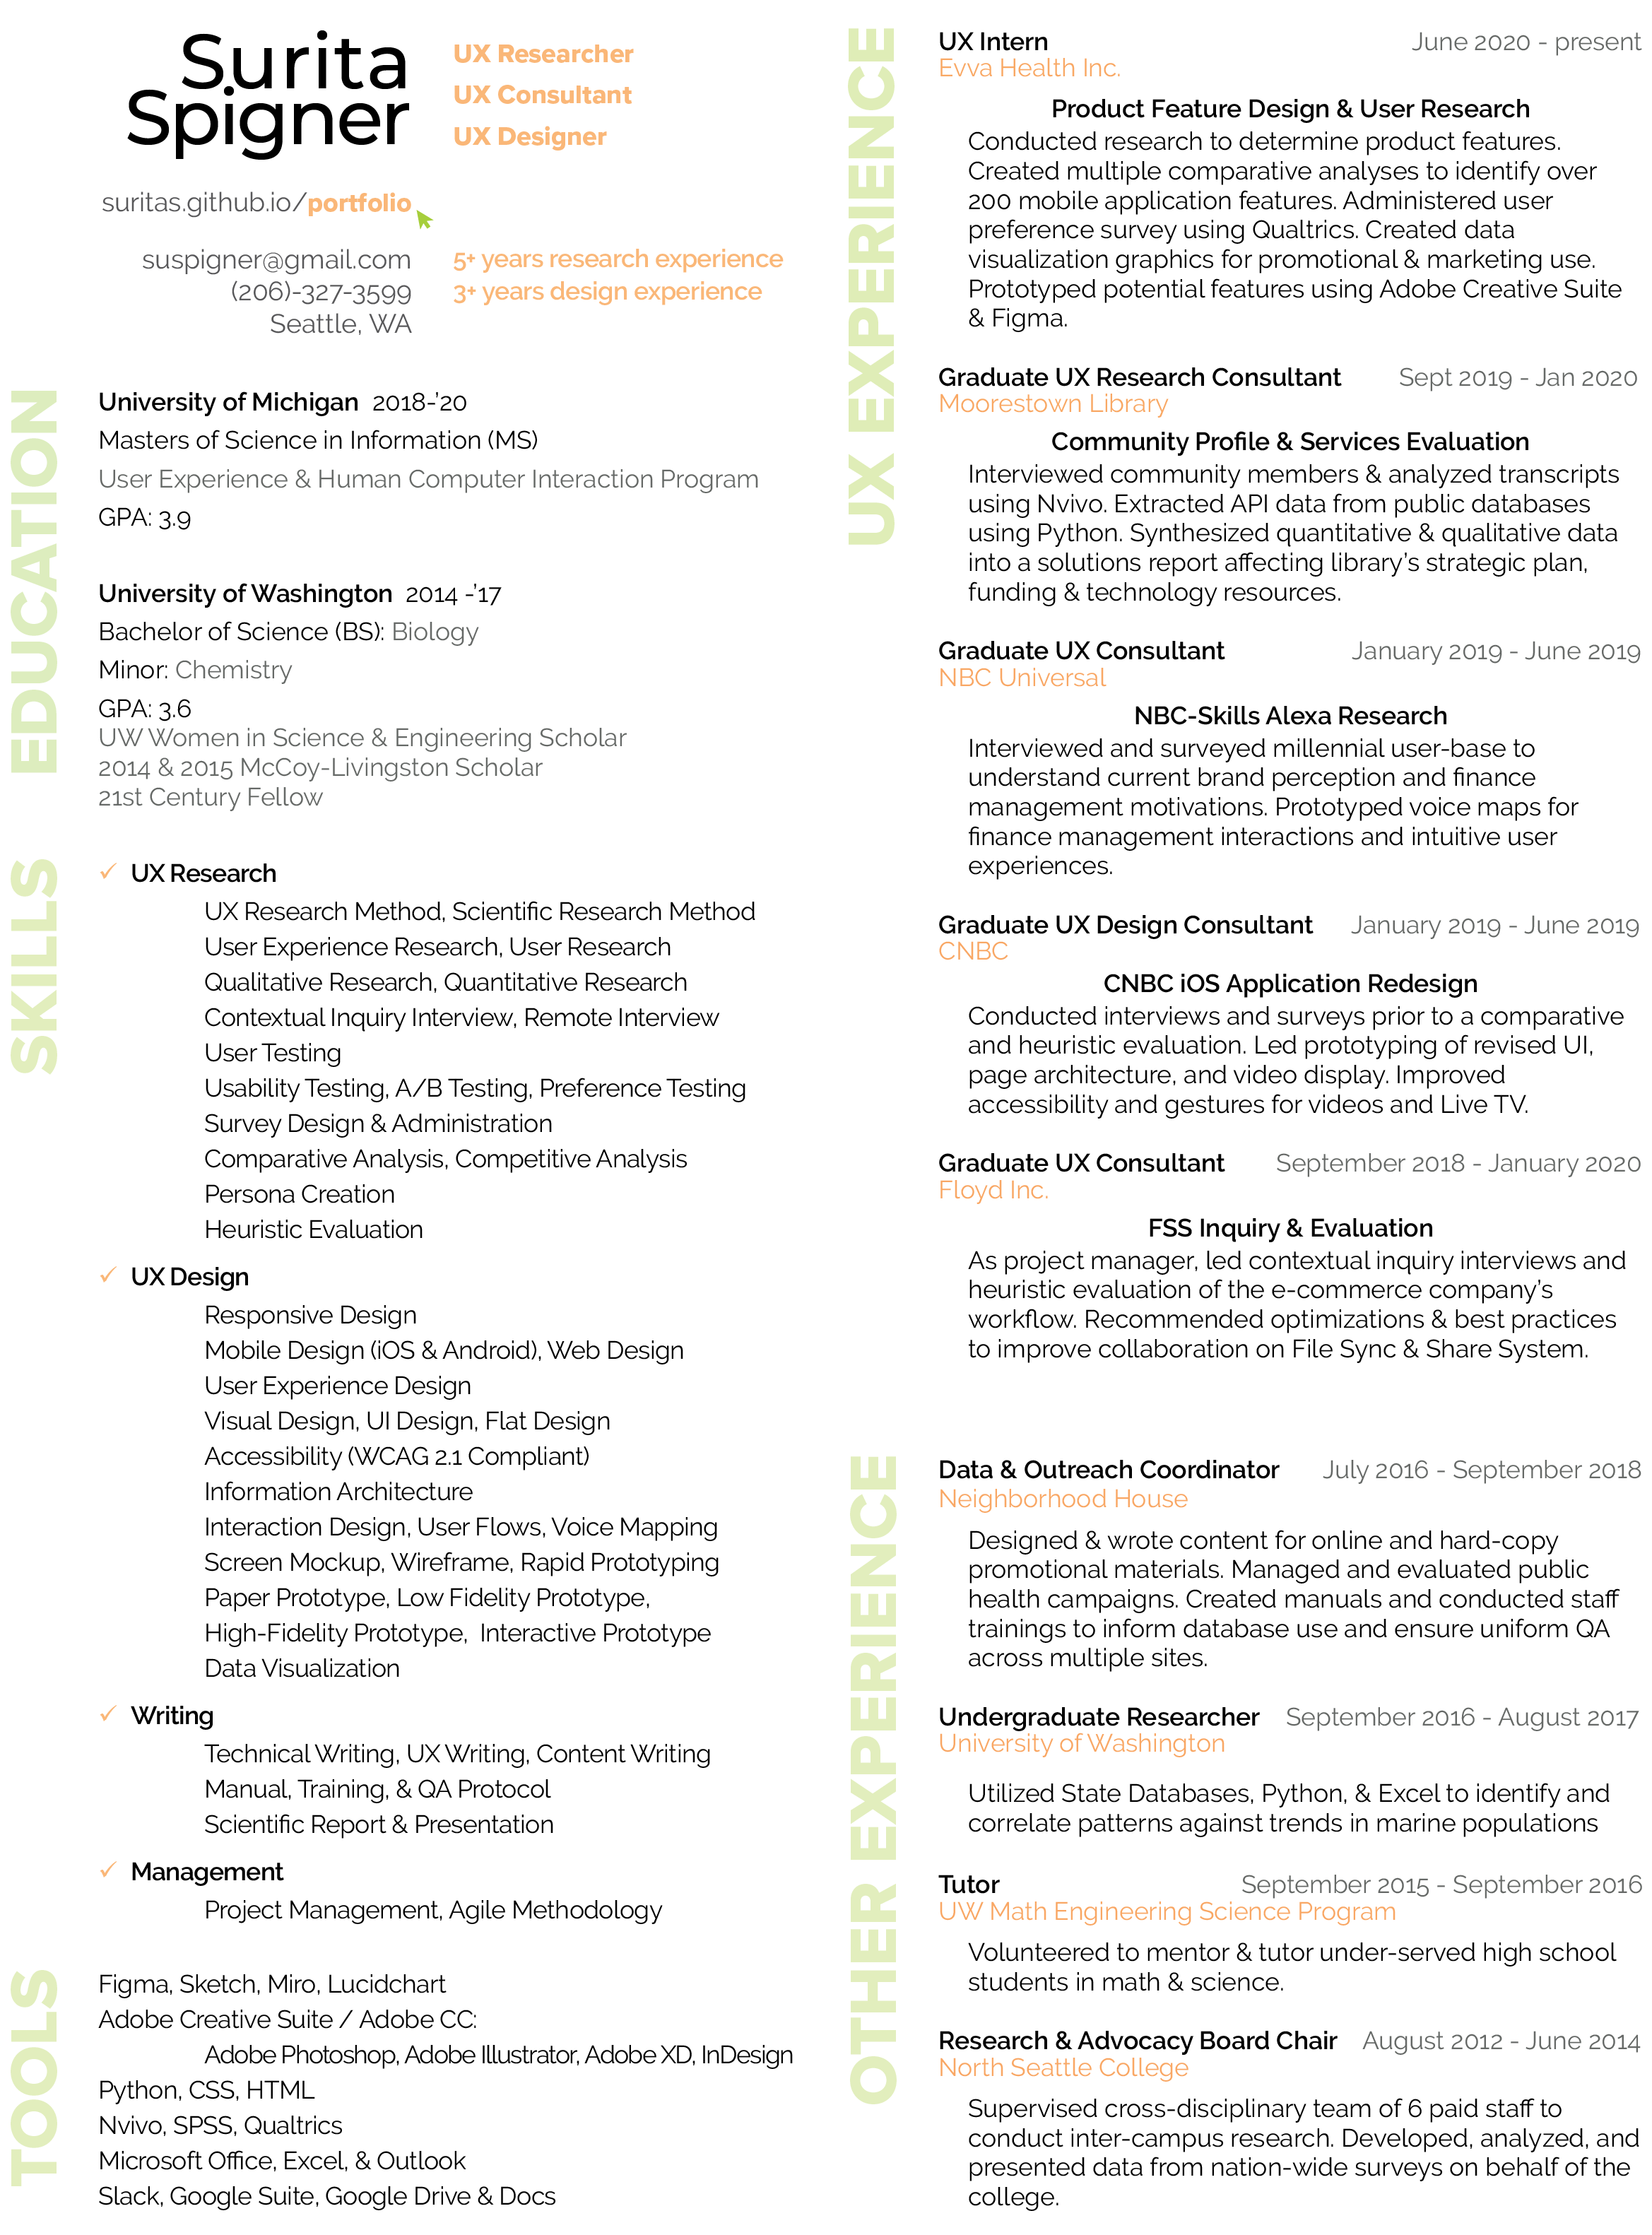 Surita
Spigner
UX Researcher
UX Consultant
UX Designer
suritas.github.io/portfolio
suspigner@gmail.com
(206)-327-3599
Seattle, WA
5+ years research experience
3+ years design experience
EDUCATION
University of Michigan 2018-'20
Masters of Science in Information (MS)
User Experience & Human Computer Interaction Program
GPA: 3.9
University of Washington 2014 -'17
Bachelor of Science (BS): Biology
Minor: Chemistry
GPA: 3.6
UW Women in Science & Engineering Scholar
2014 & 2015 McCoy-Livingston Scholar
21st Century Fellow
SKILLS
✓ UX Research
UX Research Method, Scientific Research Method
User Experience Research, User Research
Qualitative Research, Quantitative Research
Contextual Inquiry Interview, Remote Interview
User Testing
Usability Testing, A/B Testing, Preference Testing
Survey Design & Administration
Comparative Analysis, Competitive Analysis
Persona Creation
Heuristic Evaluation
✓ UX Design
Responsive Design
Mobile Design (iOS & Android), Web Design
User Experience Design
Visual Design, UI Design, Flat Design
Accessibility (WCAG 2.1 Compliant)
Information Architecture
Interaction Design, User Flows, Voice Mapping
Screen Mockup, Wireframe, Rapid Prototyping
Paper Prototype, Low Fidelity Prototype,
High-Fidelity Prototype, Interactive Prototype
Data Visualization
✓ Writing
Technical Writing, UX Writing, Content Writing
Manual, Training, & QA Protocol
Scientific Report & Presentation
✓ Management
Project Management, Agile Methodology
TOOLS
Figma, Sketch, Miro, Lucidchart
Adobe Creative Suite / Adobe CC:
Adobe Photoshop, Adobe Illustrator, Adobe XD, InDesign
Python, CSS, HTML
Nvivo, SPSS, Qualtrics
Microsoft Office, Excel, & Outlook
Slack, Google Suite, Google Drive & Docs
UX EXPERIENCE
UX Intern June 2020 - present
Evva Health Inc.
Product Feature Design & User Research
Conducted research to determine product features.
Created multiple comparative analyses to identify over
200 mobile application features. Administered user
preference survey using Qualtrics. Created data
visualization graphics for promotional & marketing use.
Prototyped potential features using Adobe Creative Suite
& Figma.
Graduate UX Research Consultant Sept 2019 - Jan 2020
Moorestown Library
Community Profile & Services Evaluation
Interviewed community members & analyzed transcripts
using Nvivo. Extracted API data from public databases
using Python. Synthesized quantitative & qualitative data
into a solutions report affecting library's strategic plan,
funding & technology resources.
Graduate UX Consultant January 2019 - June 2019
NBC Universal
NBC-Skills Alexa Research
Interviewed and surveyed millennial user-base to
understand current brand perception and finance
management motivations. Prototyped voice maps for
finance management interactions and intuitive user
experiences.
Graduate UX Design Consultant January 2019 - June 2019
CNBC
CNBC iOS Application Redesign
Conducted interviews and surveys prior to a comparative
and heuristic evaluation. Led prototyping of revised UI,
page architecture, and video display. Improved
accessibility and gestures for videos and Live TV.
Graduate UX Consultant September 2018 - January 2020
Floyd Inc.
FSS Inquiry & Evaluation
As project manager, led contextual inquiry interviews and
heuristic evaluation of the e-commerce company's
workflow. Recommended optimizations & best practices
to improve collaboration on File Sync & Share System.
OTHER EXPERIENCE
Data & Outreach Coordinator July 2016 - September 2018
Neighborhood House
Designed & wrote content for online and hard-copy
promotional materials. Managed and evaluated public
health campaigns. Created manuals and conducted staff
trainings to inform database use and ensure uniform QA
across multiple sites.
Undergraduate Researcher September 2016 - August 2017
University of Washington
Utilized State Databases, Python, & Excel to identify and
correlate patterns against trends in marine populations
Tutor September 2015 - September 2016
UW Math Engineering Science Program
Volunteered to mentor & tutor under-served high school
students in math & science.
Research & Advocacy Board Chair August 2012 - June 2014
North Seattle College
Supervised cross-disciplinary team of 6 paid staff to
conduct inter-campus research. Developed, analyzed, and
presented data from nation-wide surveys on behalf of the
college.